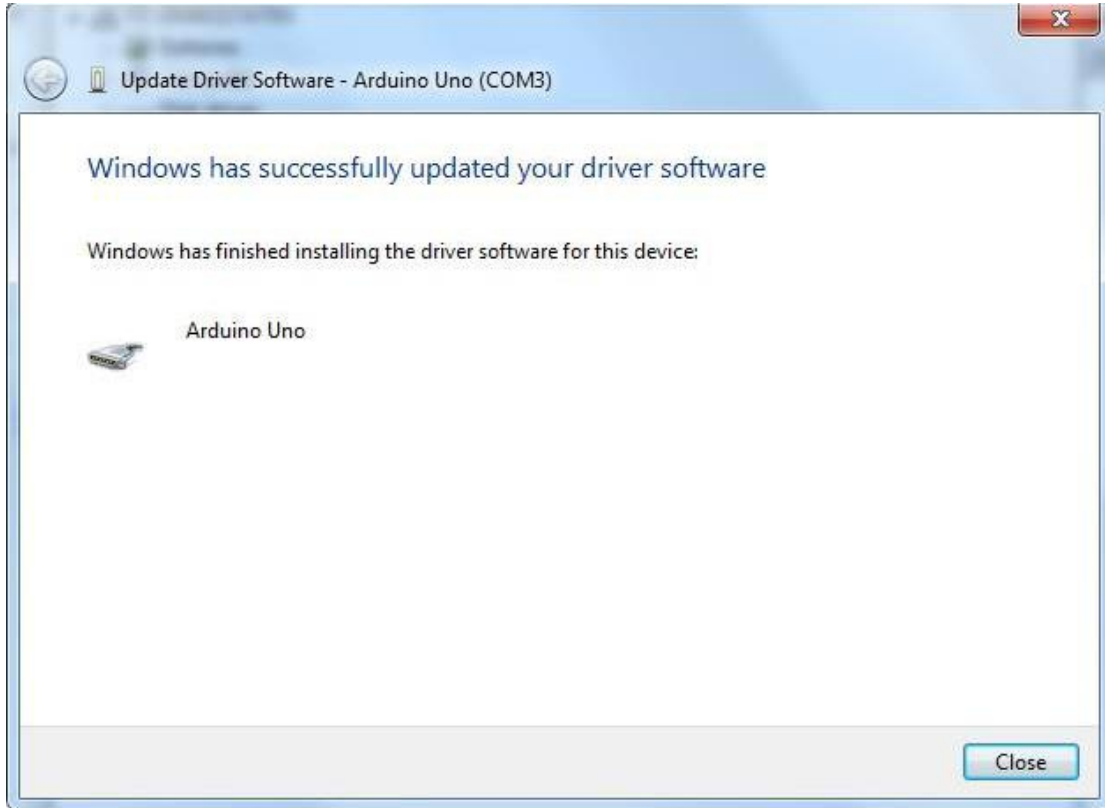 Update Driver Software - Arduino Uno (COM3)
Windows has successfully updated your driver software
Windows has finished installing the driver software for this device:
Arduino Uno
Close